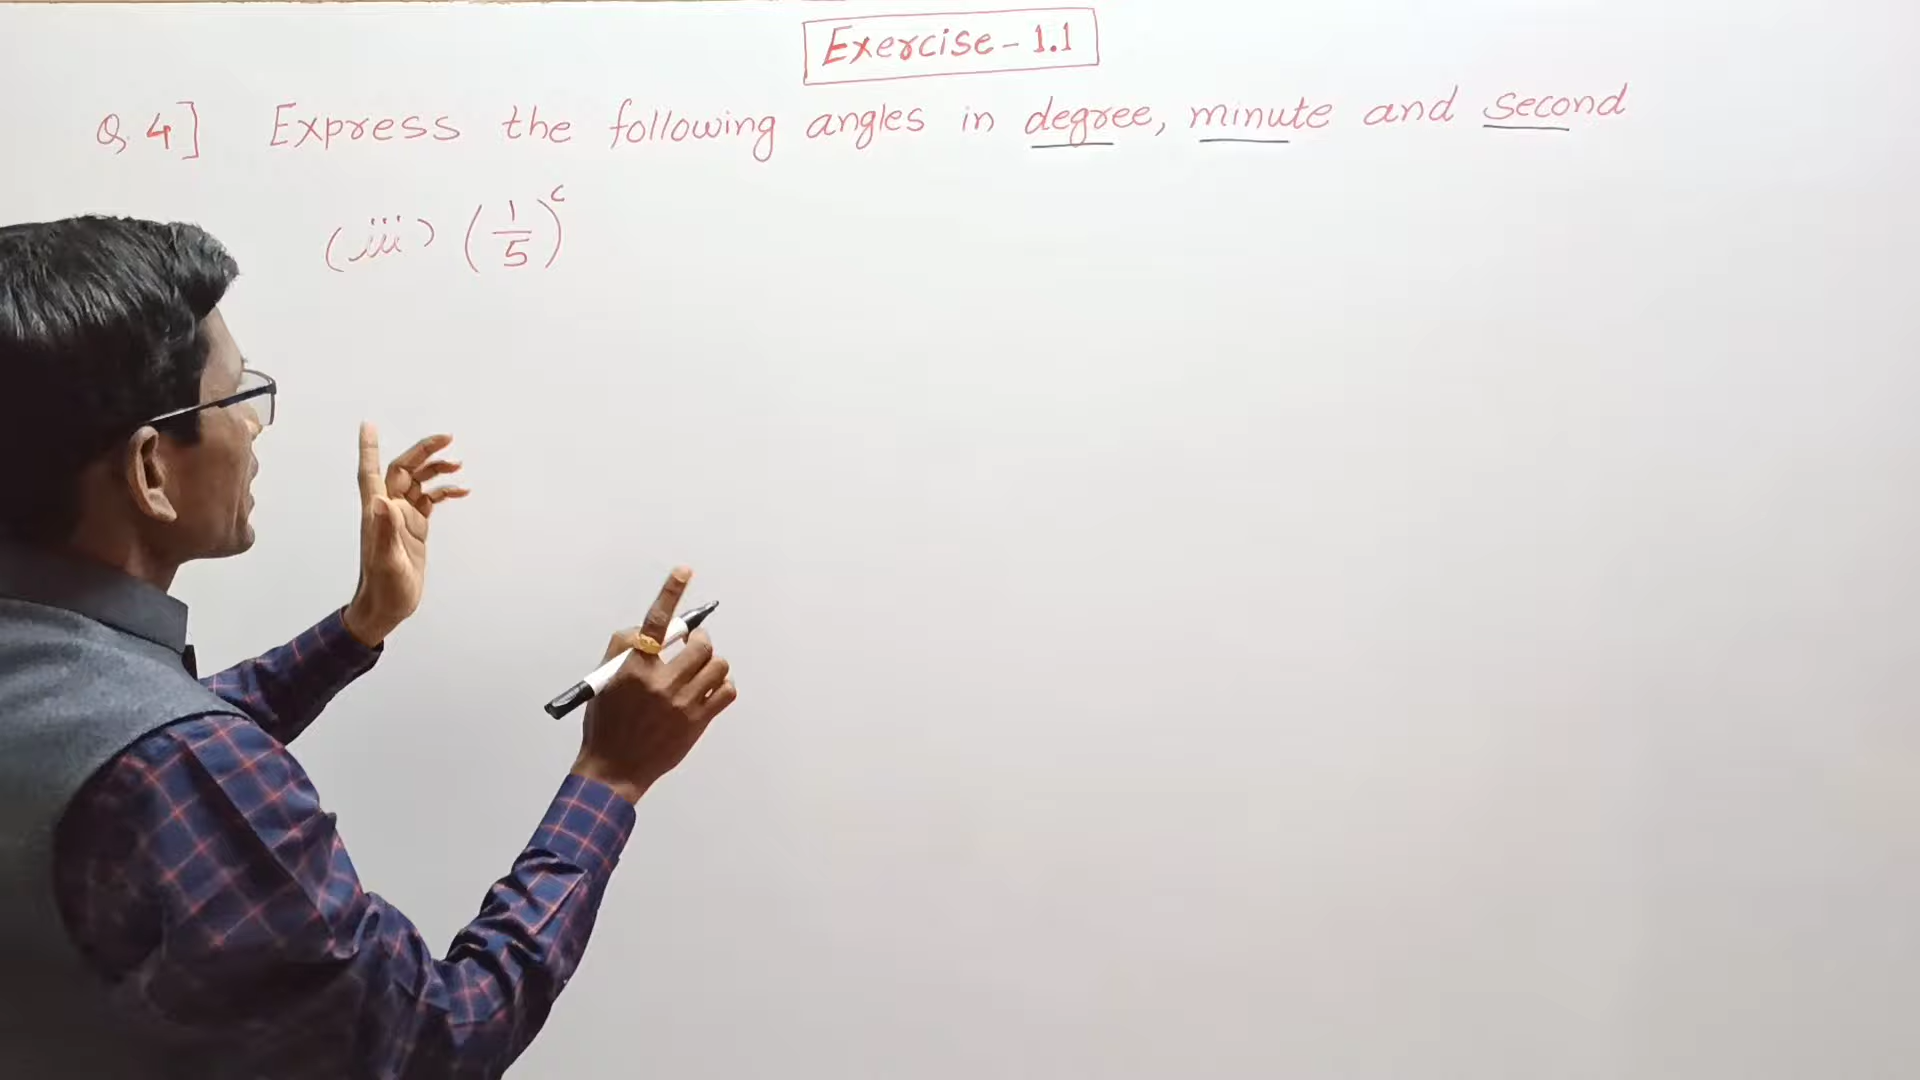 Exercise - 1.1
Q.4] Express the following angles in degree, minute and second
(iii) (1/5)^c